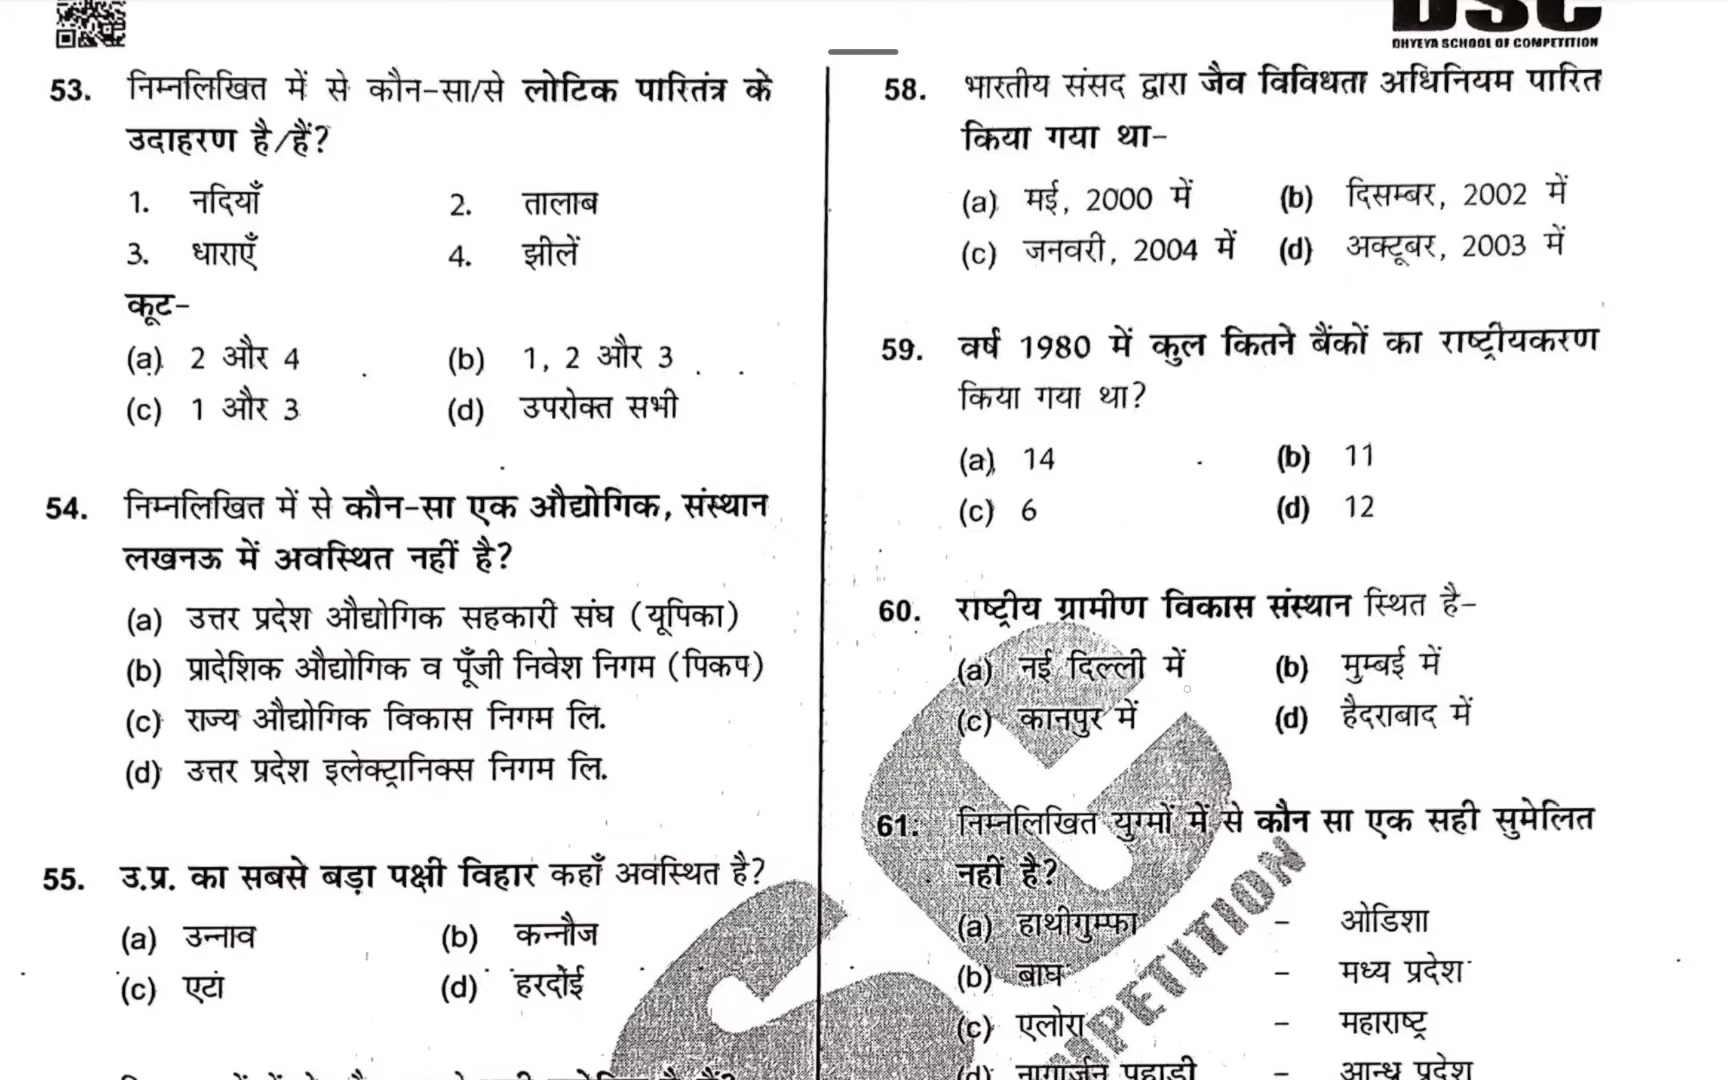 DSC
DHYEYA SCHOOL OF COMPETITION
53. निम्नलिखित में से कौन-सा/से लोटिक पारितंत्र के
उदाहरण है/हैं?
1. नदियाँ 2. तालाब
3. धाराएँ 4. झीलें
कूट-
(a) 2 और 4 (b) 1, 2 और 3
(c) 1 और 3 (d) उपरोक्त सभी
54. निम्नलिखित में से कौन-सा एक औद्योगिक, संस्थान
लखनऊ में अवस्थित नहीं है?
(a) उत्तर प्रदेश औद्योगिक सहकारी संघ (यूपिका)
(b) प्रादेशिक औद्योगिक व पूँजी निवेश निगम (पिकप)
(c) राज्य औद्योगिक विकास निगम लि.
(d) उत्तर प्रदेश इलेक्ट्रानिक्स निगम लि.
55. उ.प्र. का सबसे बड़ा पक्षी विहार कहाँ अवस्थित है?
(a) उन्नाव (b) कन्नौज
(c) एटा (d) हरदोई
58. भारतीय संसद द्वारा जैव विविधता अधिनियम पारित
किया गया था-
(a) मई, 2000 में (b) दिसम्बर, 2002 में
(c) जनवरी, 2004 में (d) अक्टूबर, 2003 में
59. वर्ष 1980 में कुल कितने बैंकों का राष्ट्रीयकरण
किया गया था?
(a) 14 (b) 11
(c) 6 (d) 12
60. राष्ट्रीय ग्रामीण विकास संस्थान स्थित है-
(a) नई दिल्ली में (b) मुम्बई में
(c) कानपुर में (d) हैदराबाद में
61. निम्नलिखित युग्मों में से कौन सा एक सही सुमेलित
नहीं है?
(a) हाथीगुम्फा - ओडिशा
(b) बाघ - मध्य प्रदेश
(c) एलोरा - महाराष्ट्र
(d) नागार्जुन पहाड़ी - आन्ध्र प्रदेश